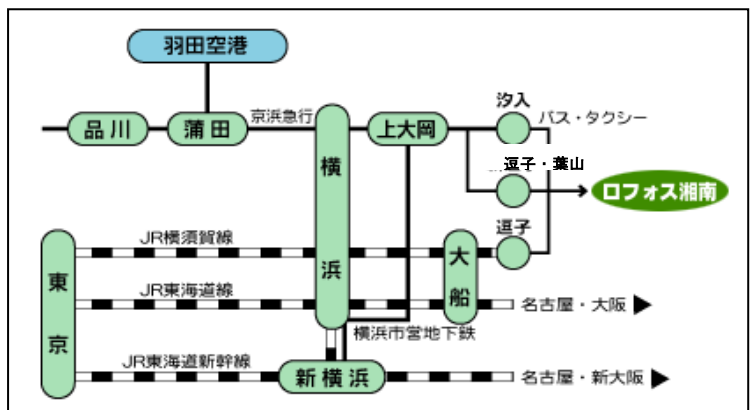 羽田空港
汐入
京浜急行
バス・タクシー
品川
蒲田
上大岡
横浜
逗子・葉山
ロフォス湘南
逗子
JR横須賀線
大船
東京
JR東海道線
名古屋・大阪 ▶
横浜市営地下鉄
JR東海道新幹線
新横浜
名古屋・新大阪 ▶